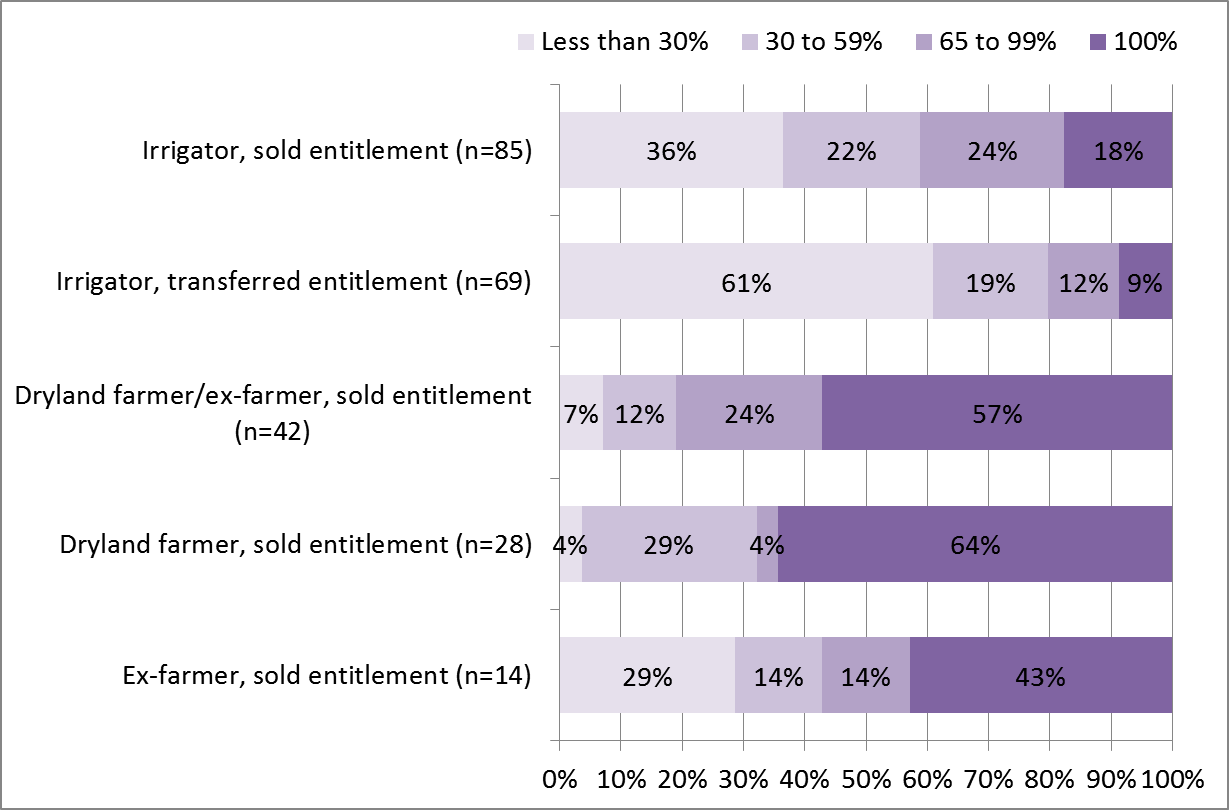 Less than 30% 30 to 59% 65 to 99% 100%
Irrigator, sold entitlement (n=85) 36% 22% 24% 18%
Irrigator, transferred entitlement (n=69) 61% 19% 12% 9%
Dryland farmer/ex-farmer, sold entitlement
(n=42) 7% 12% 24% 57%
Dryland farmer, sold entitlement (n=28) 4% 29% 4% 64%
Ex-farmer, sold entitlement (n=14) 29% 14% 14% 43%
0% 10% 20% 30% 40% 50% 60% 70% 80% 90% 100%